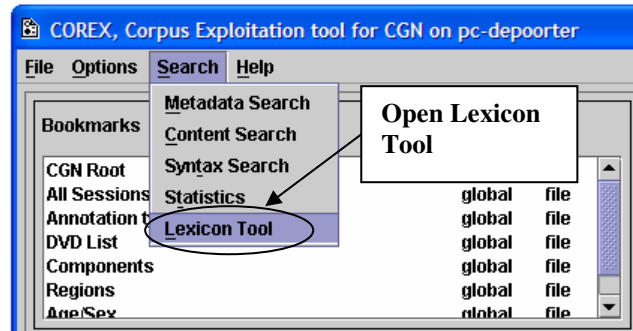 COREX, Corpus Exploitation tool for CGN on pc-depoorter
File Options Search Help
Metadata Search
Content Search
Syntax Search
Statistics
Lexicon Tool
Open Lexicon
Tool
Bookmarks
CGN Root
All Sessions global file
Annotation t global file
DVD List global file
Components global file
Regions global file
Age/Sex global file